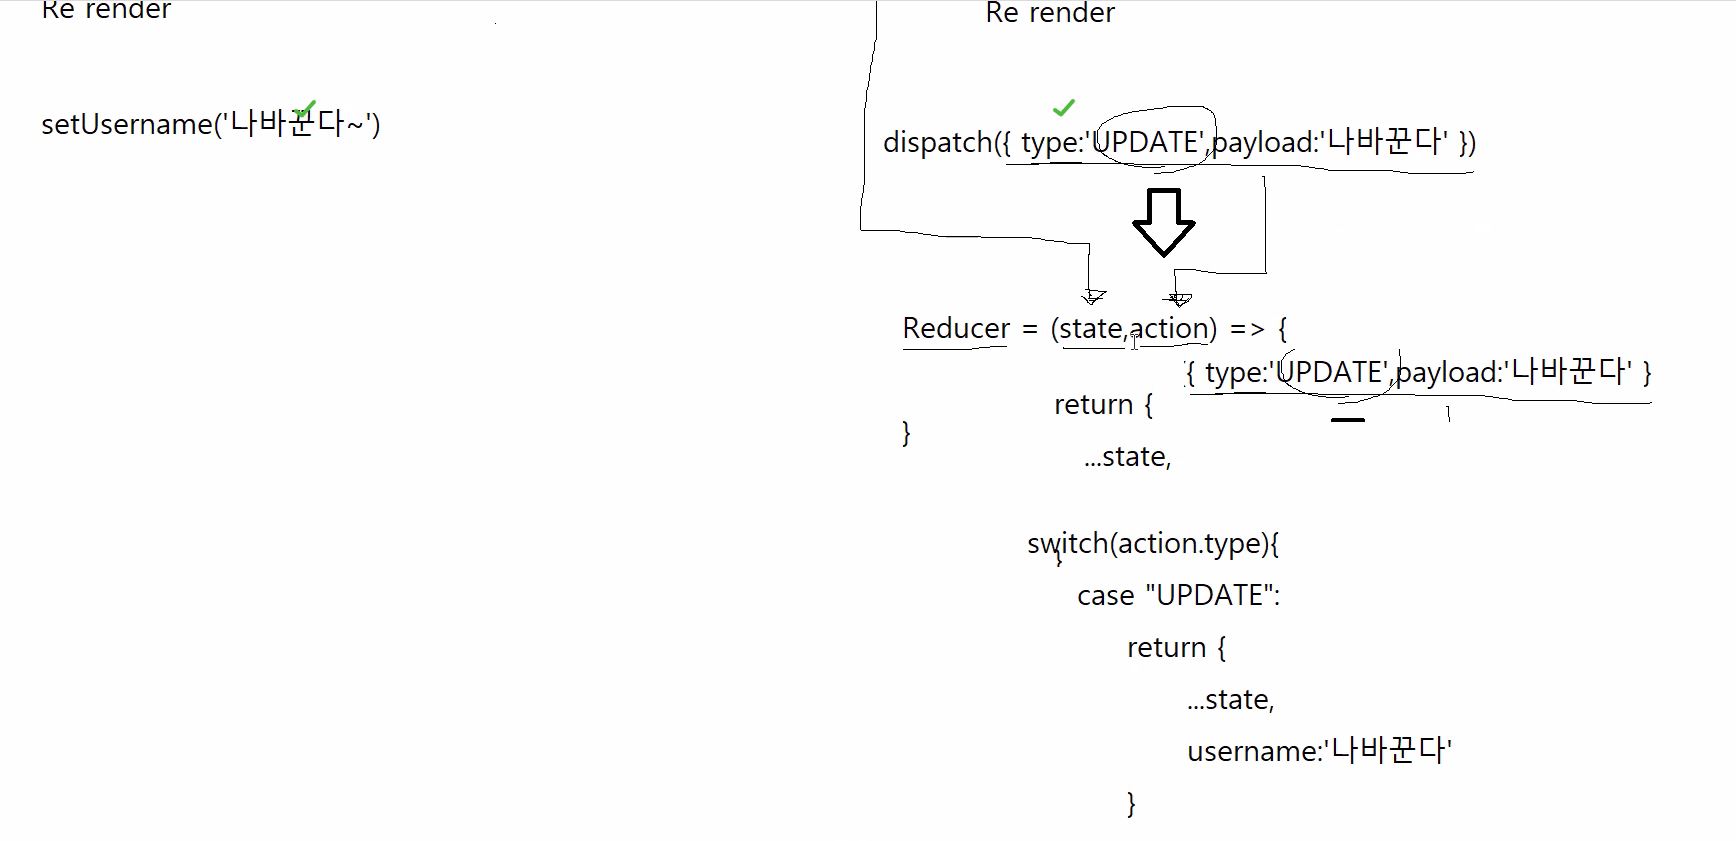 Re render
setUsername('나바꾼다~')
Re render
dispatch({ type:'UPDATE',payload:'나바꾼다' })
Reducer = (state,action) => {
{ type:'UPDATE',payload:'나바꾼다' }
return {
}
...state,
}
switch(action.type){
case "UPDATE":
return {
...state,
username:'나바꾼다'
}